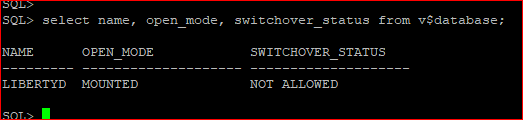 SQL>
SQL> select name, open_mode, switchover_status from v$database;
NAME OPEN_MODE SWITCHOVER_STATUS
--------- -------------------- --------------------
LIBERTYD MOUNTED NOT ALLOWED
SQL>